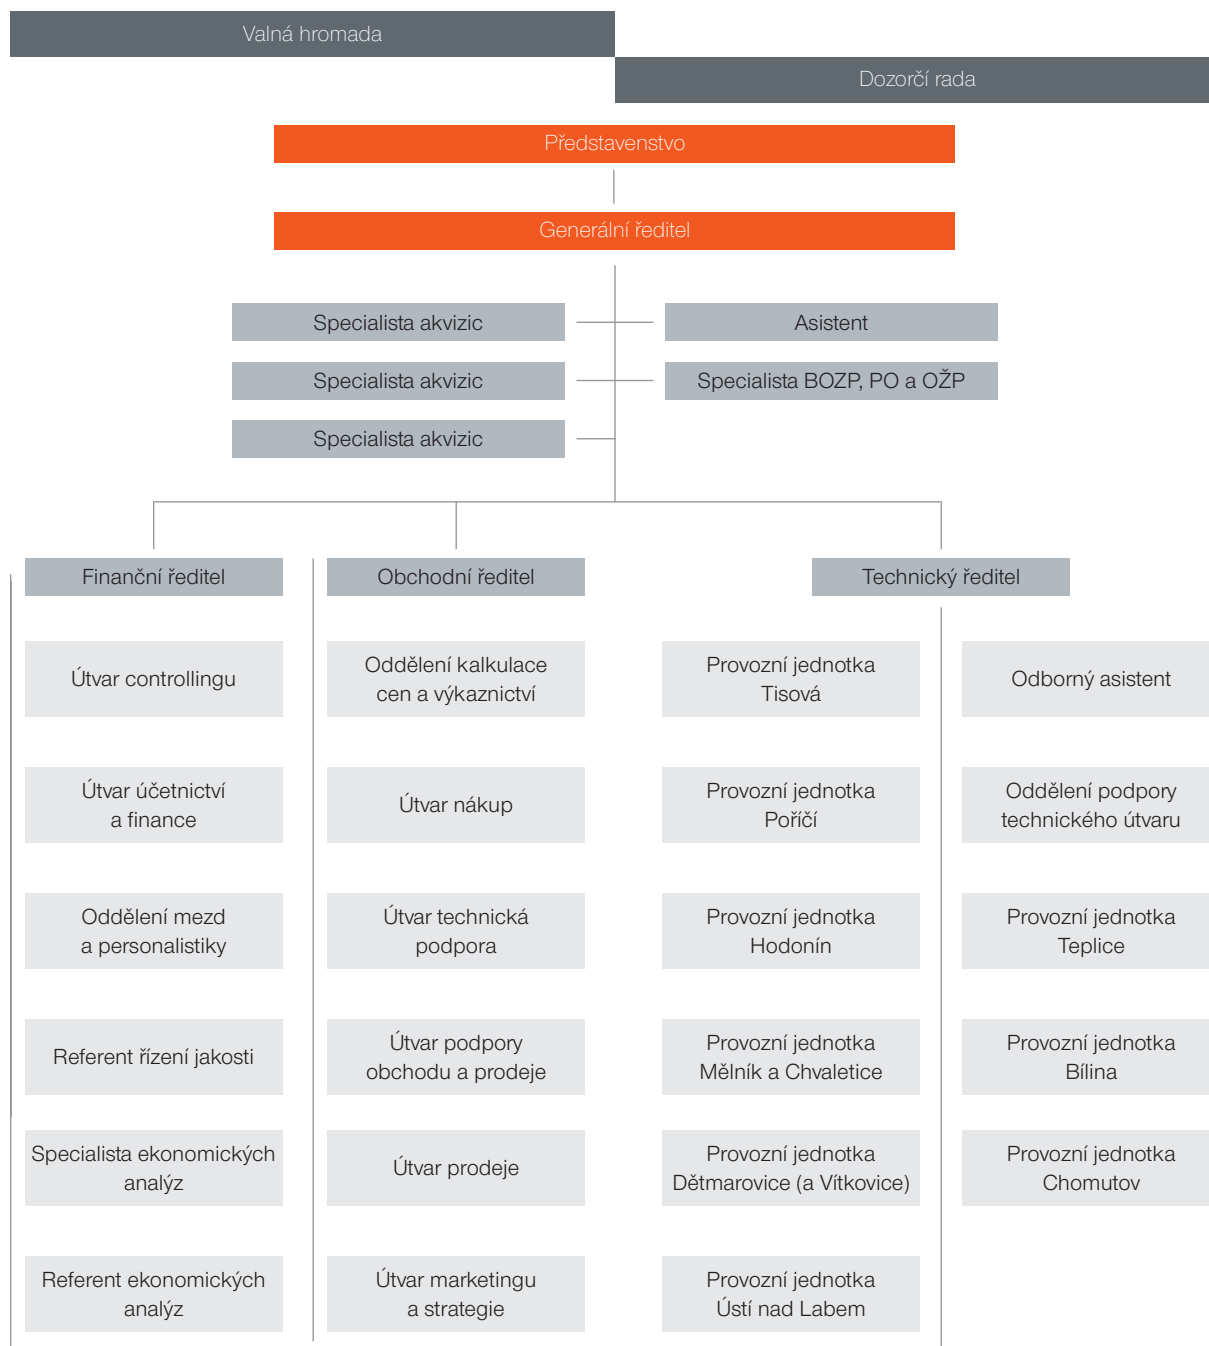 Valná hromada
Dozorčí rada
Představenstvo
Generální ředitel
Specialista akvizic
Asistent
Specialista akvizic
Specialista BOZP, PO a OŽP
Specialista akvizic
Finanční ředitel
Obchodní ředitel
Technický ředitel
Útvar controllingu
Oddělení kalkulace
cen a výkaznictví
Provozní jednotka
Tisová
Odborný asistent
Útvar účetnictví
a finance
Útvar nákup
Provozní jednotka
Poříčí
Oddělení podpory
technického útvaru
Oddělení mezd
a personalistiky
Útvar technická
podpora
Provozní jednotka
Hodonín
Provozní jednotka
Teplice
Referent řízení jakosti
Útvar podpory
obchodu a prodeje
Provozní jednotka
Mělník a Chvaletice
Provozní jednotka
Bílina
Specialista ekonomických
analýz
Útvar prodeje
Provozní jednotka
Dětmarovice (a Vítkovice)
Provozní jednotka
Chomutov
Referent ekonomických
analýz
Útvar marketingu
a strategie
Provozní jednotka
Ústí nad Labem